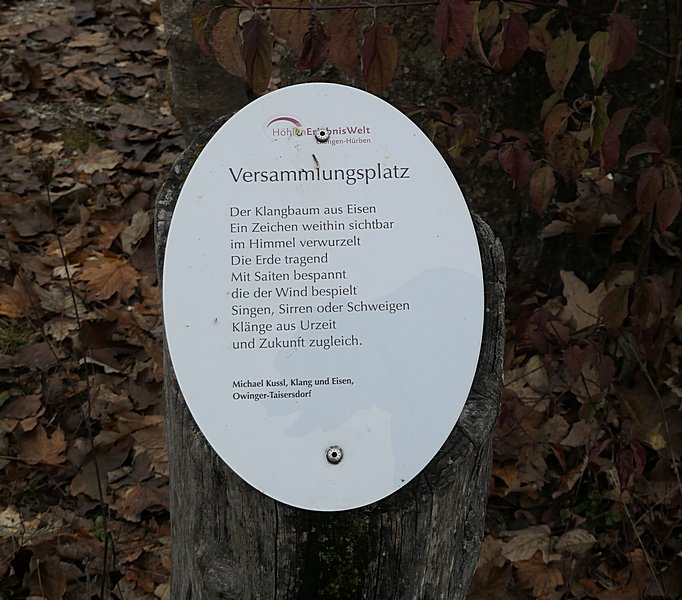 HöhlenErlebnisWelt
Giengen-Hürben
Versammlungsplatz
Der Klangbaum aus Eisen
Ein Zeichen weithin sichtbar
im Himmel verwurzelt
Die Erde tragend
Mit Saiten bespannt
die der Wind bespielt
Singen, Sirren oder Schweigen
Klänge aus Urzeit
und Zukunft zugleich.
Michael Kussl, Klang und Eisen,
Owinger-Taisersdorf